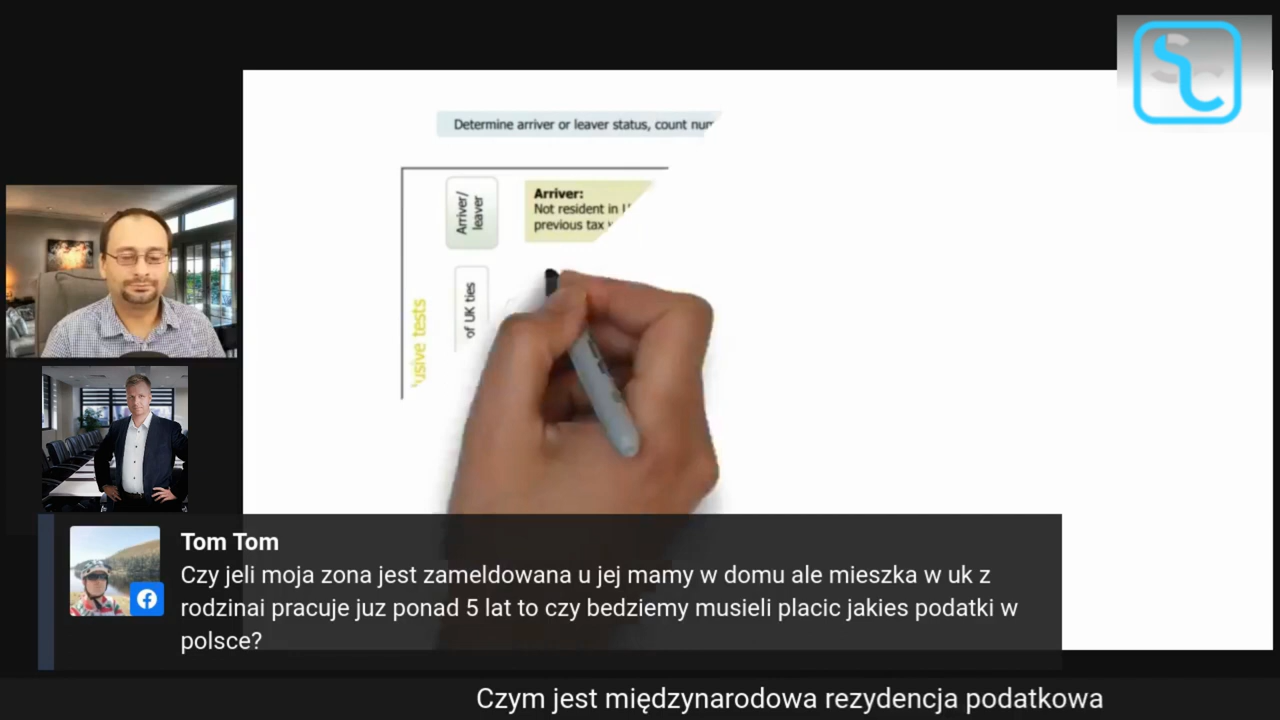 Determine arriver or leaver status, count
Arriver/
leaver
Arriver:
Not resident in
previous tax
of UK ties
tests
Tom Tom
Czy jeli moja zona jest zameldowana u jej mamy w domu ale mieszka w uk z
rodzinai pracuje juz ponad 5 lat to czy bedziemy musieli placic jakies podatki w
polsce?
Czym jest międzynarodowa rezydencja podatkowa